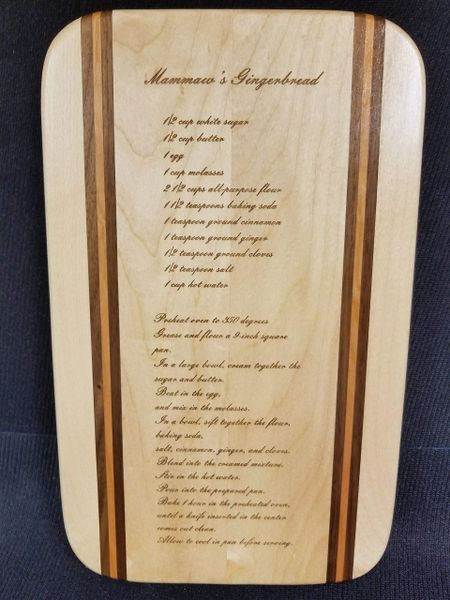 Mammaw's Gingerbread
1/2 cup white sugar
1/2 cup butter
1 egg
1 cup molasses
2 1/2 cups all-purpose flour
1 1/2 teaspoons baking soda
1 teaspoon ground cinnamon
1 teaspoon ground ginger
1/2 teaspoon ground cloves
1/2 teaspoon salt
1 cup hot water
Preheat oven to 350 degrees
Grease and flour a 9-inch square
pan.
In a large bowl, cream together the
sugar and butter.
Beat in the egg,
and mix in the molasses.
In a bowl, sift together the flour,
baking soda,
salt, cinnamon, ginger, and cloves.
Blend into the creamed mixture.
Stir in the hot water.
Pour into the prepared pan.
Bake 1 hour in the preheated oven,
until a knife inserted in the center
comes out clean.
Allow to cool in pan before serving.